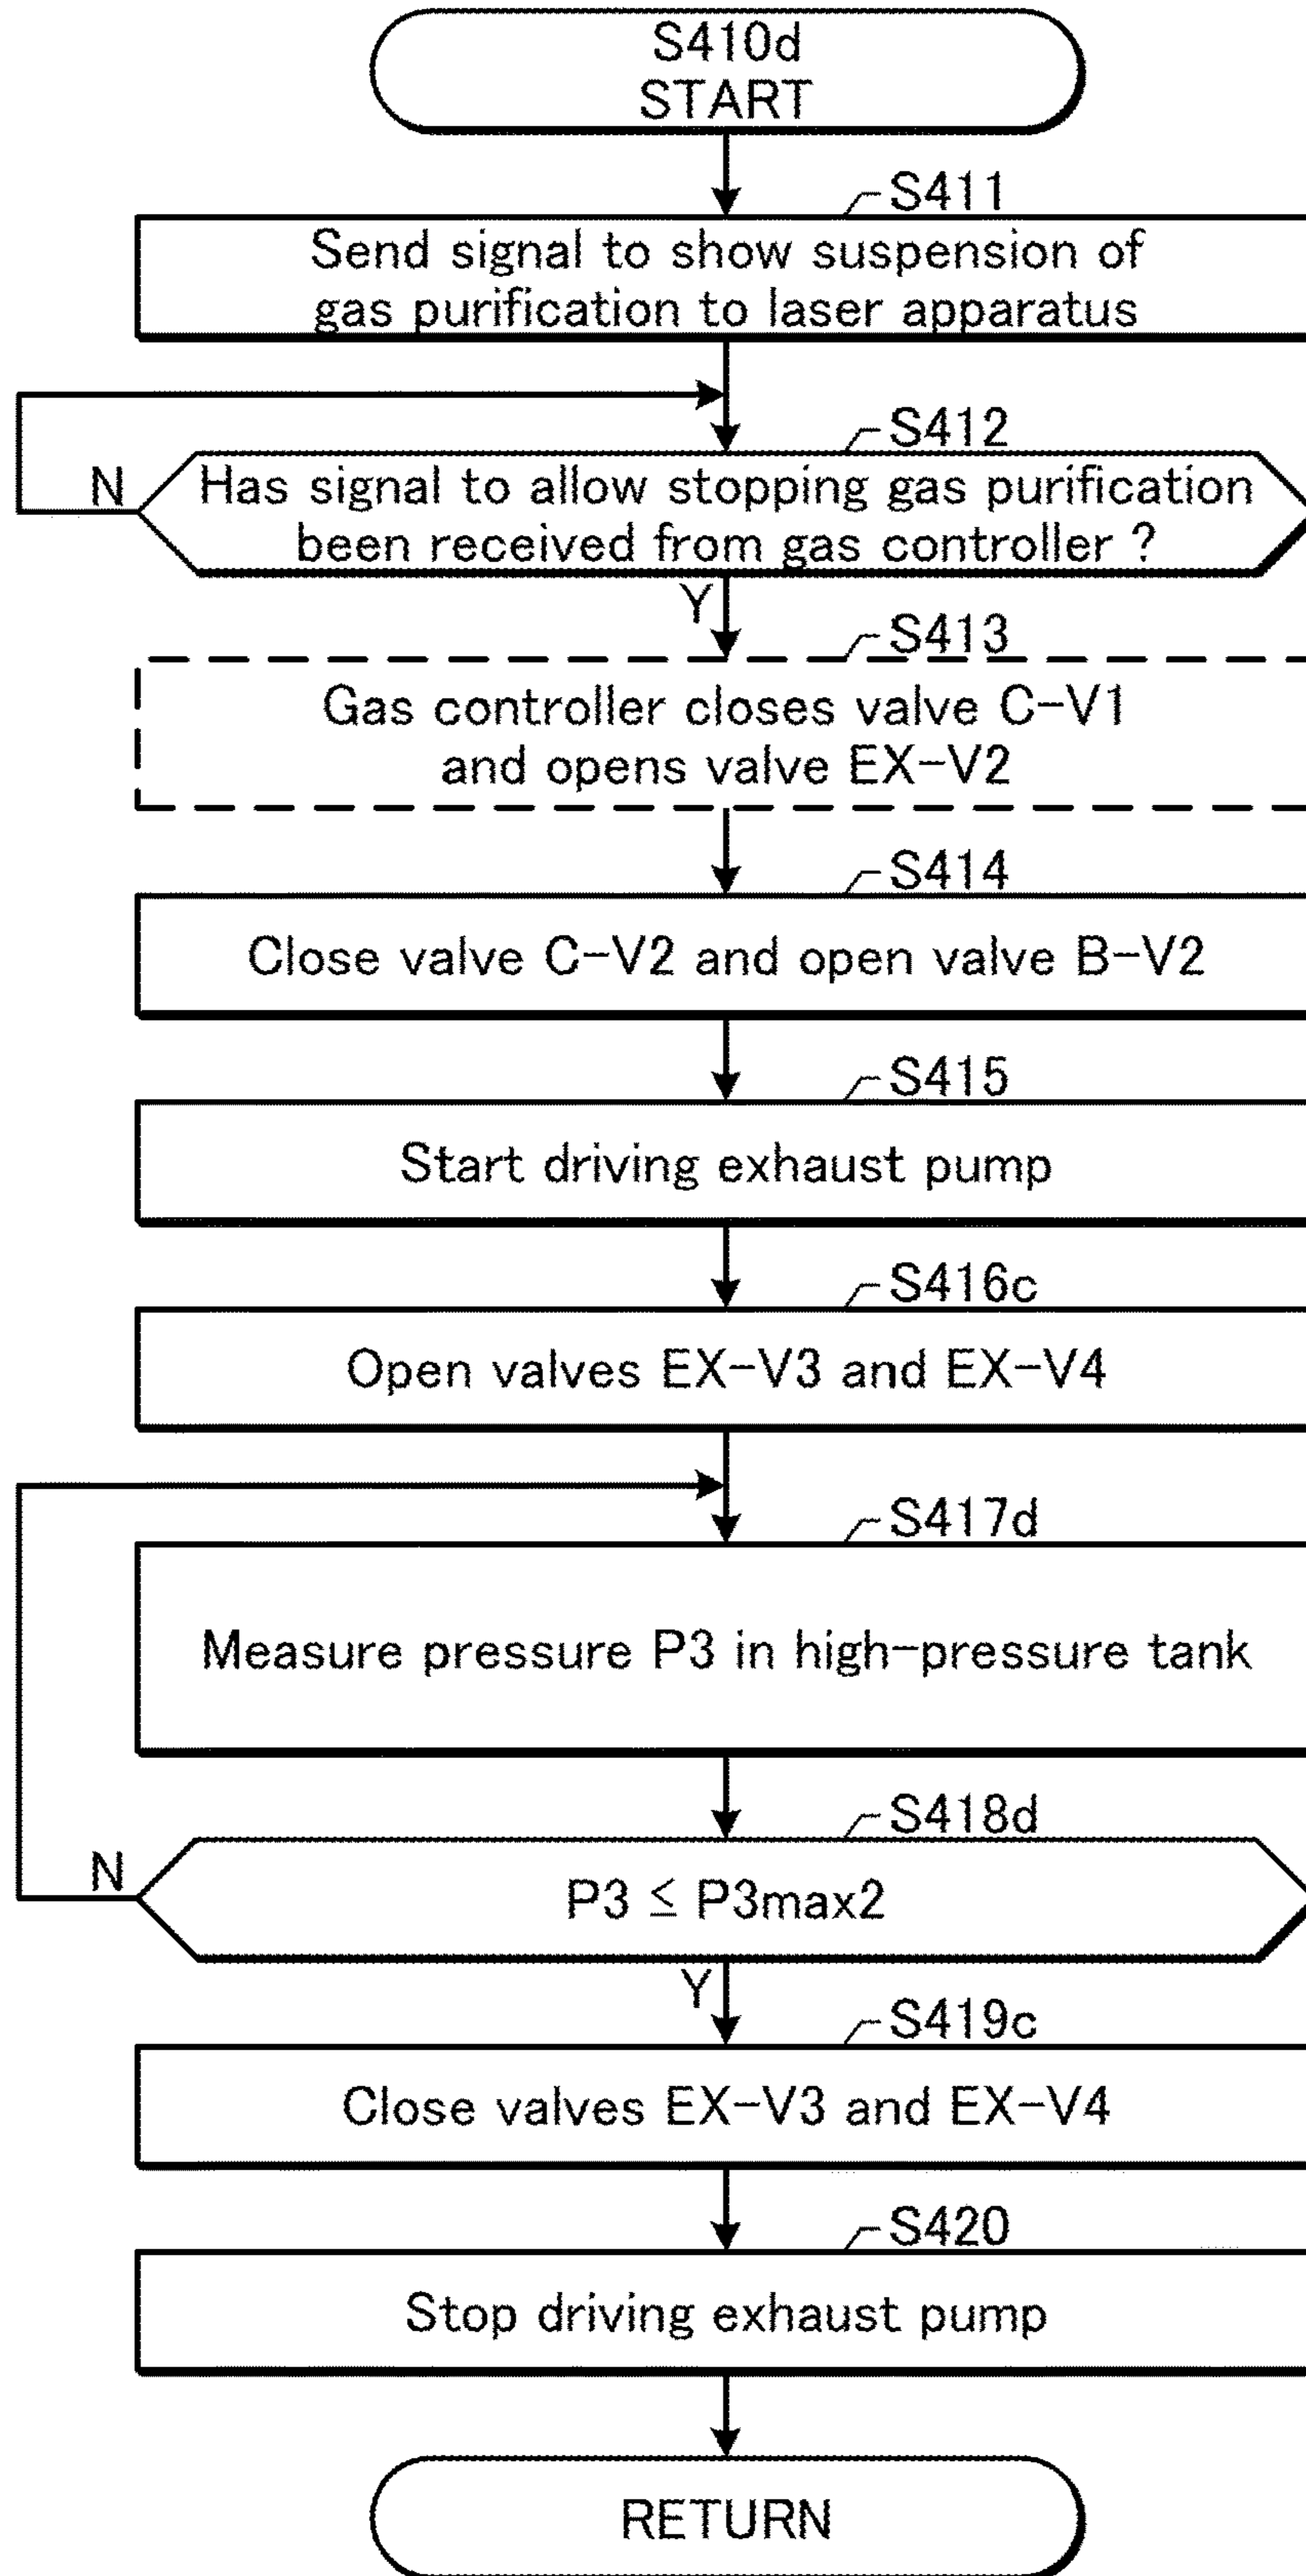 S410d
START
S411
Send signal to show suspension of
gas purification to laser apparatus
S412
N
Has signal to allow stopping gas purification
been received from gas controller ?
Y
S413
Gas controller closes valve C-V1
and opens valve EX-V2
S414
Close valve C-V2 and open valve B-V2
S415
Start driving exhaust pump
S416c
Open valves EX-V3 and EX-V4
S417d
Measure pressure P3 in high-pressure tank
S418d
N
P3 ≤ P3max2
Y
S419c
Close valves EX-V3 and EX-V4
S420
Stop driving exhaust pump
RETURN